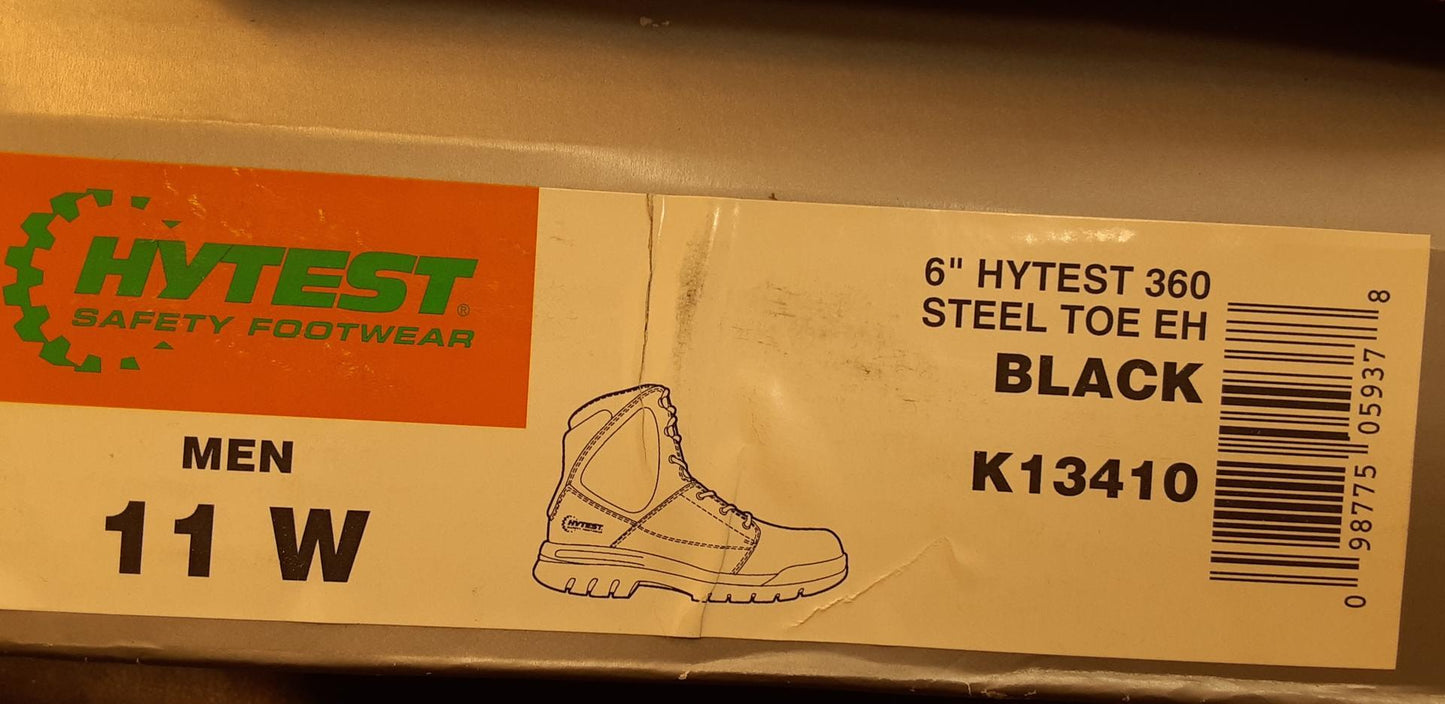 HYTEST®
SAFETY FOOTWEAR
MEN
11 W
HYTEST
6" HYTEST 360
STEEL TOE EH
BLACK
K13410
0 98775 05937 8